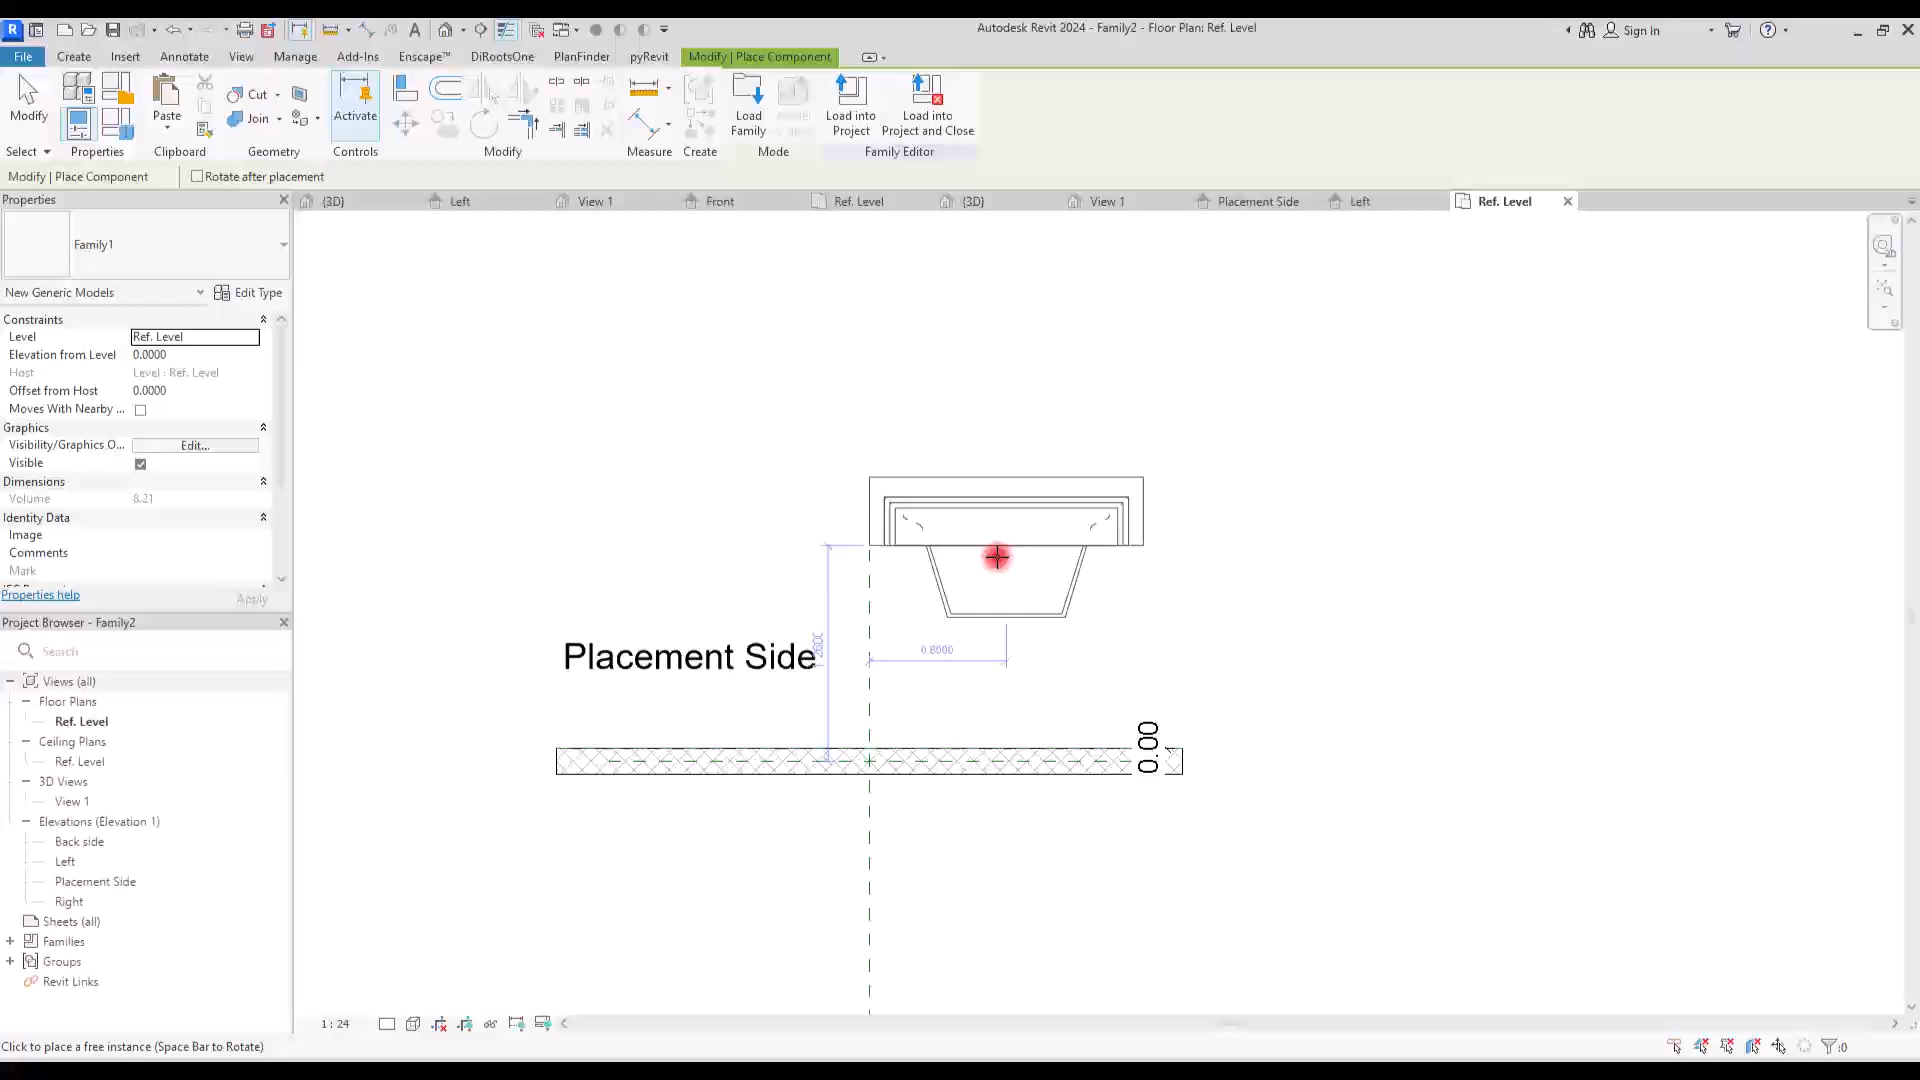 Autodesk Revit 2024 - Family2 - Floor Plan: Ref. Level
Sign In
File Create Insert Annotate View Manage Add-Ins Enscape™ DiRootsOne PlanFinder pyRevit Modify | Place Component
Modify
Paste
Cut
Join
Activate
Load Family
Load into Project
Load into Project and Close
Select Properties Clipboard Geometry Controls Modify Measure Create Mode Family Editor
Modify | Place Component Rotate after placement
Properties
{3D} Left View 1 Front Ref. Level {3D} View 1 Placement Side Left Ref. Level
Family1
New Generic Models Edit Type
Constraints
Level Ref. Level
Elevation from Level 0.0000
Host Level : Ref. Level
Offset from Host 0.0000
Moves With Nearby ...
Graphics
Visibility/Graphics O... Edit...
Visible
Dimensions
Volume 8.21
Identity Data
Image
Comments
Mark
Properties help Apply
Project Browser - Family2
Search
Views (all)
Floor Plans
Ref. Level
Ceiling Plans
Ref. Level
3D Views
View 1
Elevations (Elevation 1)
Back side
Left
Placement Side
Right
Sheets (all)
Families
Groups
Revit Links
Placement Side
0.6000
0.00
1 : 24
Click to place a free instance (Space Bar to Rotate)
:0